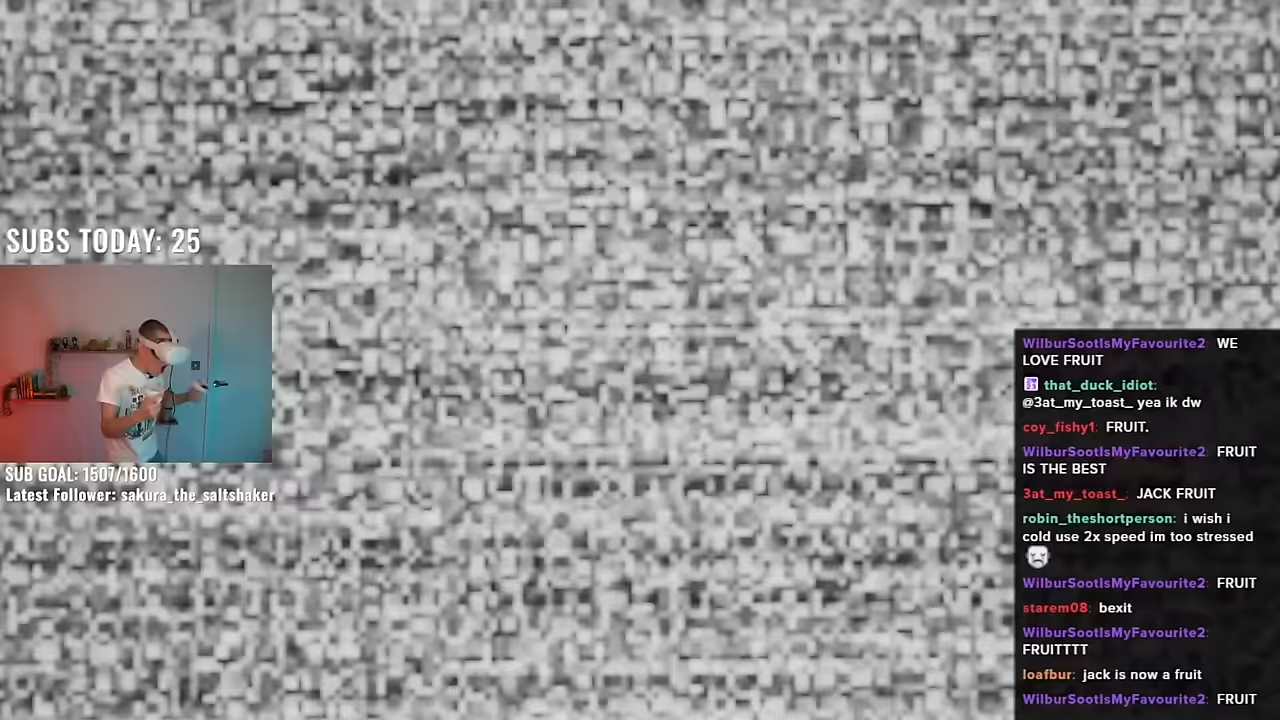 SUBS TODAY: 25
SUB GOAL: 1507/1600
Latest Follower: sakura_the_saltshaker
WilburSootIsMyFavourite2: WE
LOVE FRUIT
that_duck_idiot:
@3at_my_toast_ yea ik dw
coy_fishy1: FRUIT.
WilburSootIsMyFavourite2: FRUIT
IS THE BEST
3at_my_toast_: JACK FRUIT
robin_theshortperson: i wish i
cold use 2x speed im too stressed
WilburSootIsMyFavourite2: FRUIT
starem08: bexit
WilburSootIsMyFavourite2:
FRUITTTT
loafbur: jack is now a fruit
WilburSootIsMyFavourite2: FRUIT